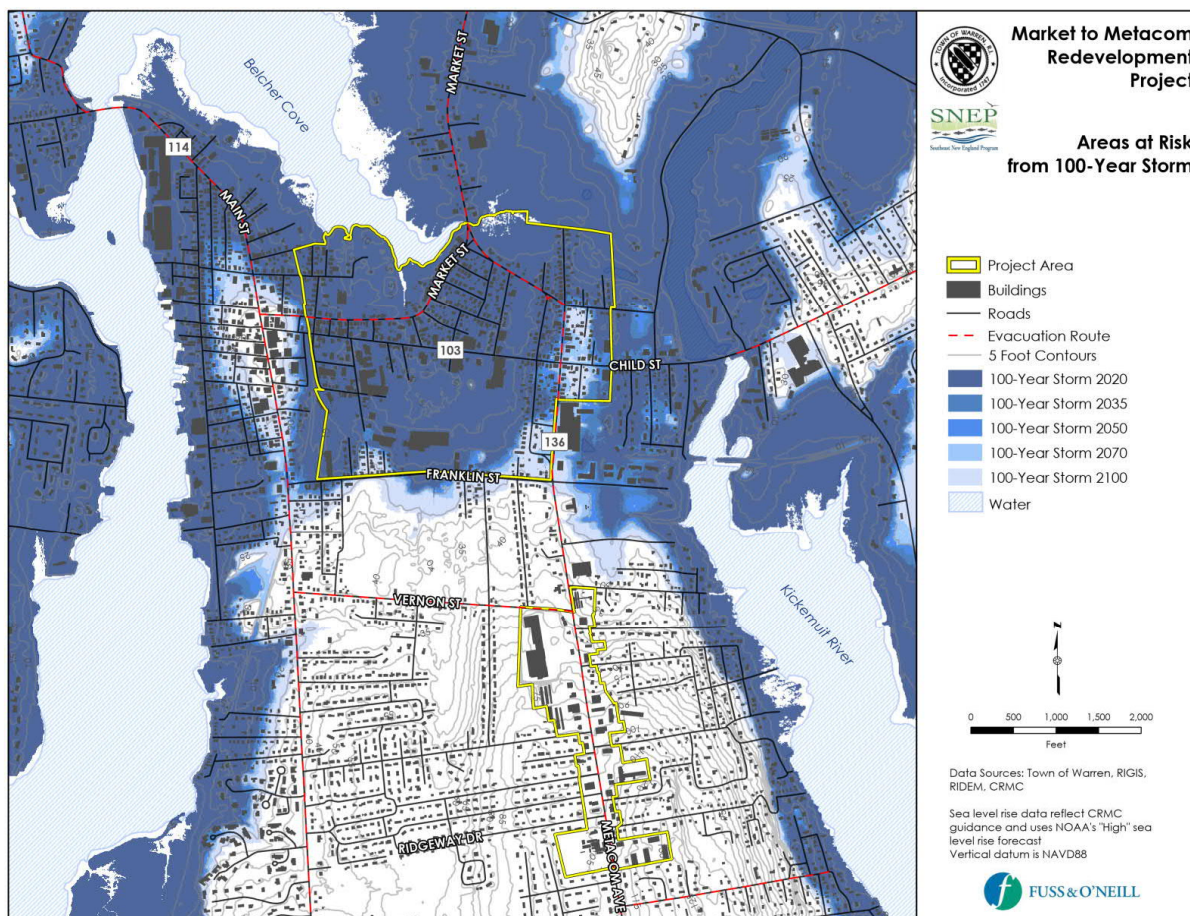 Market to Metacom
Redevelopment
Project
TOWN OF WARREN, R.I.
Incorporated 1747
SNEP
Southeast New England Program
Areas at Risk
from 100-Year Storm
Project Area
Buildings
Roads
Evacuation Route
5 Foot Contours
100-Year Storm 2020
100-Year Storm 2035
100-Year Storm 2050
100-Year Storm 2070
100-Year Storm 2100
Water
0 500 1,000 1,500 2,000
Feet
Data Sources: Town of Warren, RIGIS,
RIDEM, CRMC
Sea level rise data reflect CRMC
guidance and uses NOAA's "High" sea
level rise forecast
Vertical datum is NAVD88
FUSS & O'NEILL
Belcher Cove
MARKET ST
114
MAIN ST
MARKET ST
103
CHILD ST
136
FRANKLIN ST
VERNON ST
Kickemuit River
RIDGEWAY DR
METACOM AVE